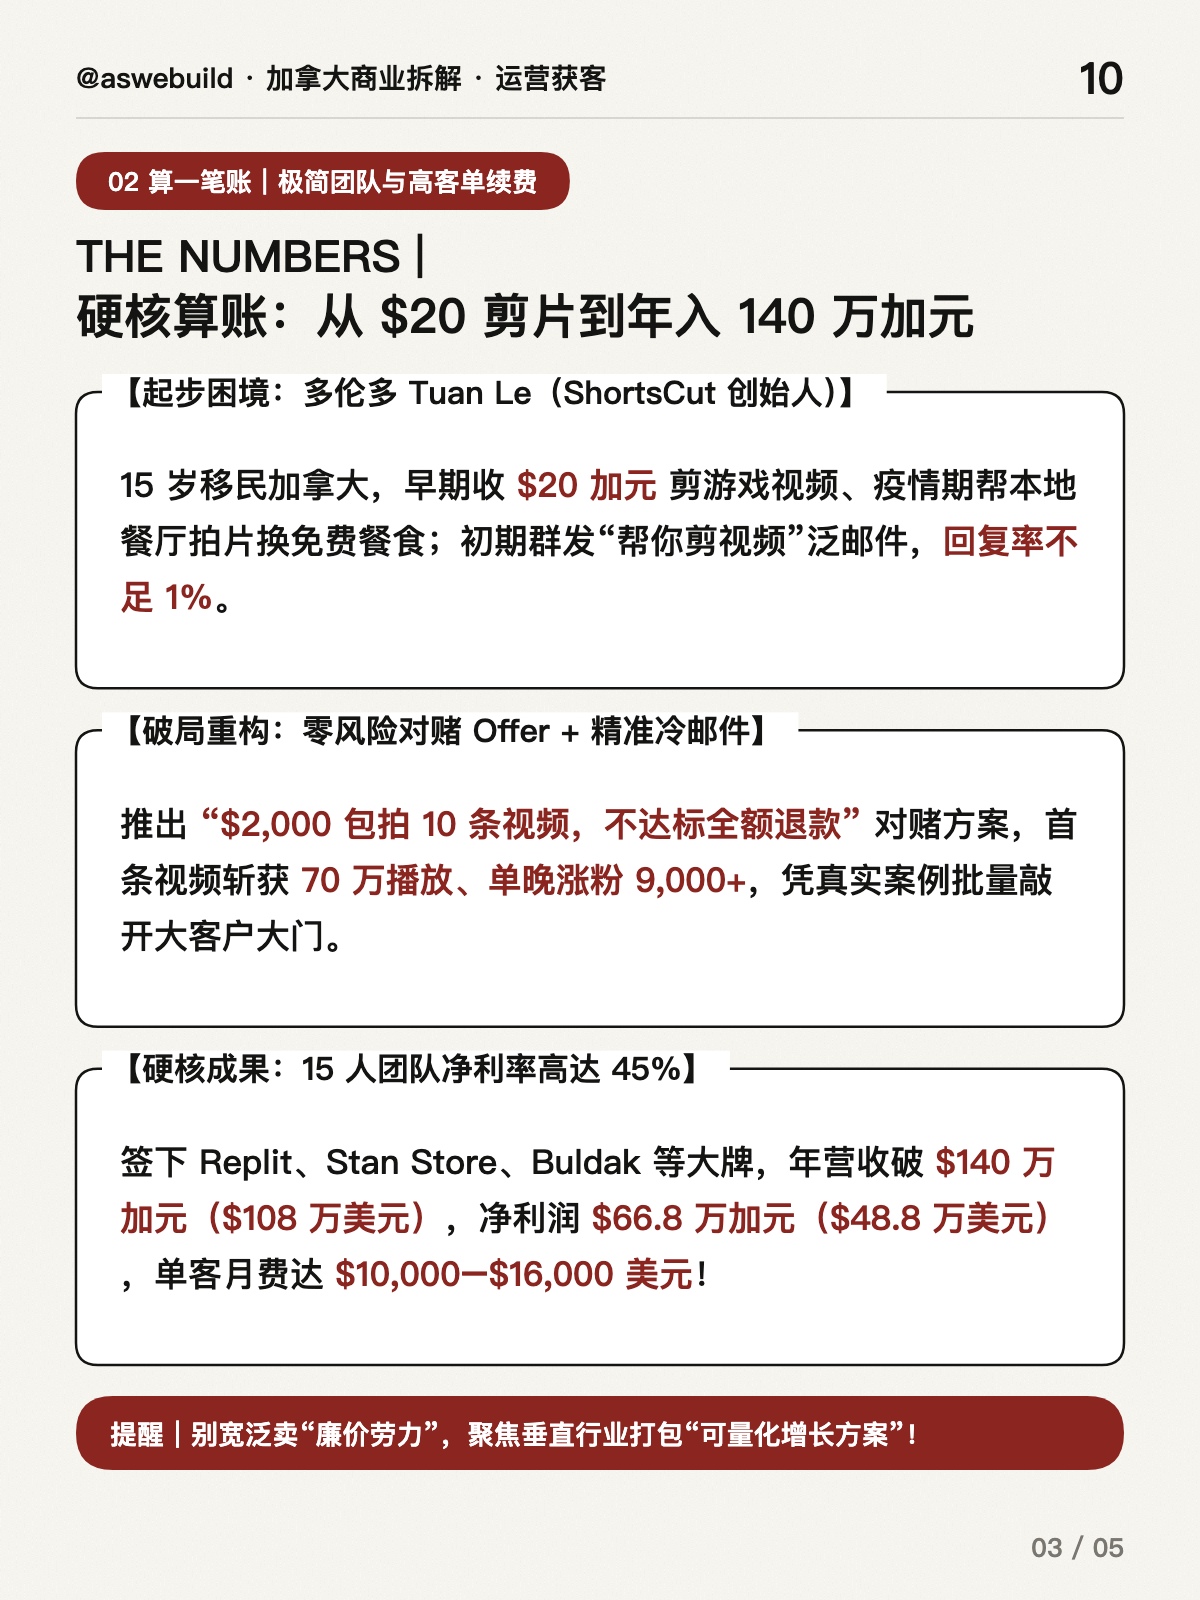 @aswebuild · 加拿大商业拆解 · 运营获客
10
02 算一笔账｜极简团队与高客单续费
THE NUMBERS｜
硬核算账：从 $20 剪片到年入 140 万加元
【起步困境：多伦多 Tuan Le（ShortsCut 创始人）】
15 岁移民加拿大，早期收 $20 加元 剪游戏视频、疫情期帮本地
餐厅拍片换免费餐食；初期群发“帮你剪视频”泛邮件，回复率不
足 1%。
【破局重构：零风险对赌 Offer + 精准冷邮件】
推出 “$2,000 包拍 10 条视频，不达标全额退款” 对赌方案，首
条视频斩获 70 万播放、单晚涨粉 9,000+，凭真实案例批量敲
开大客户大门。
【硬核成果：15 人团队净利率高达 45%】
签下 Replit、Stan Store、Buldak 等大牌，年营收破 $140 万
加元（$108 万美元），净利润 $66.8 万加元（$48.8 万美元）
，单客月费达 $10,000—$16,000 美元！
提醒｜别宽泛卖“廉价劳力”，聚焦垂直行业打包“可量化增长方案”！
03 / 05